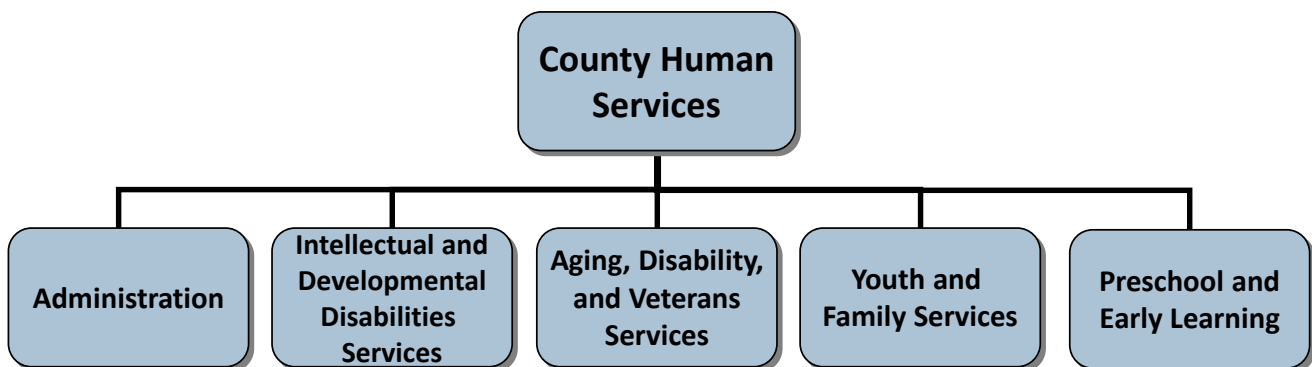 County Human
Services
Administration
Intellectual and
Developmental
Disabilities
Services
Aging, Disability,
and Veterans
Services
Youth and
Family Services
Preschool and
Early Learning